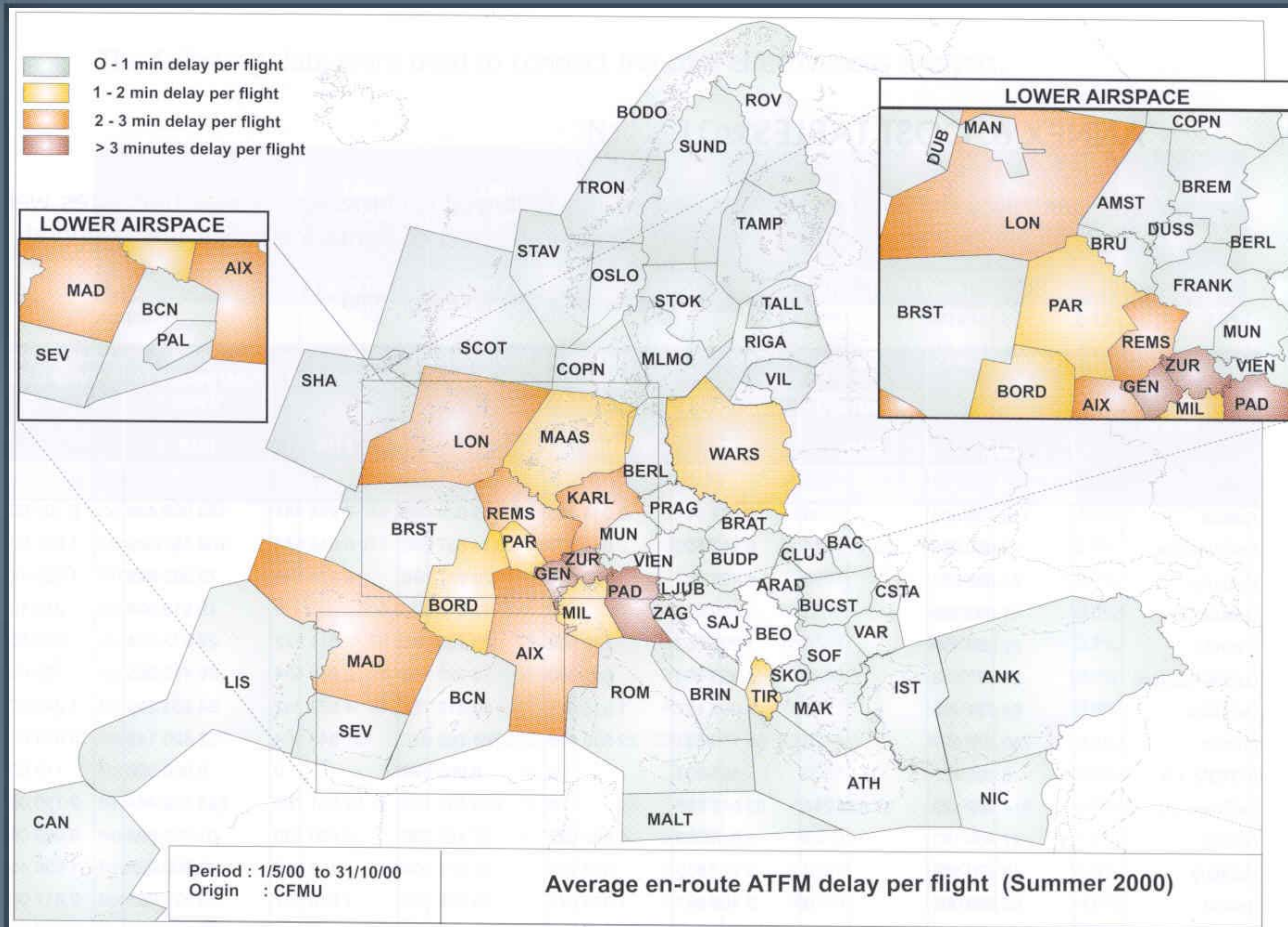 O - 1 min delay per flight
1 - 2 min delay per flight
2 - 3 min delay per flight
> 3 minutes delay per flight
LOWER AIRSPACE
MAD
AIX
BCN
PAL
SEV
LOWER AIRSPACE
COPN
DUB
MAN
BREM
LON
AMST
DUSS
BRU
BERL
FRANK
BRST
PAR
REMS
MUN
ZUR
VIEN
BORD
AIX
GEN
MIL
PAD
BODO
ROV
SUND
TRON
TAMP
STAV
OSLO
STOK
TALL
SCOT
RIGA
MLMO
SHA
COPN
VIL
LON
MAAS
WARS
BERL
KARL
PRAG
REMS
BRST
BRAT
PAR
MUN
BAC
ZUR
VIEN
BUDP
CLUJ
GEN
PAD
LJUB
ARAD
CSTA
BORD
MIL
ZAG
BUCST
SAJ
BEO
VAR
MAD
AIX
SOF
LIS
SKO
ANK
BCN
ROM
BRIN
TIR
IST
MAK
SEV
ATH
NIC
MALT
CAN
Period : 1/5/00 to 31/10/00
Origin : CFMU
Average en-route ATFM delay per flight (Summer 2000)